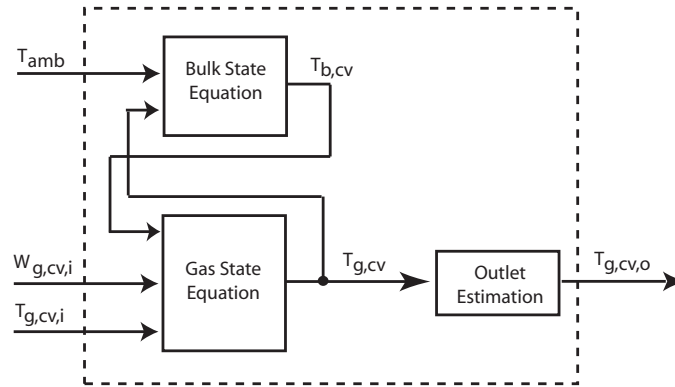 T_amb
Bulk State
Equation
T_b,cv
W_g,cv,i
T_g,cv,i
Gas State
Equation
T_g,cv
Outlet
Estimation
T_g,cv,o